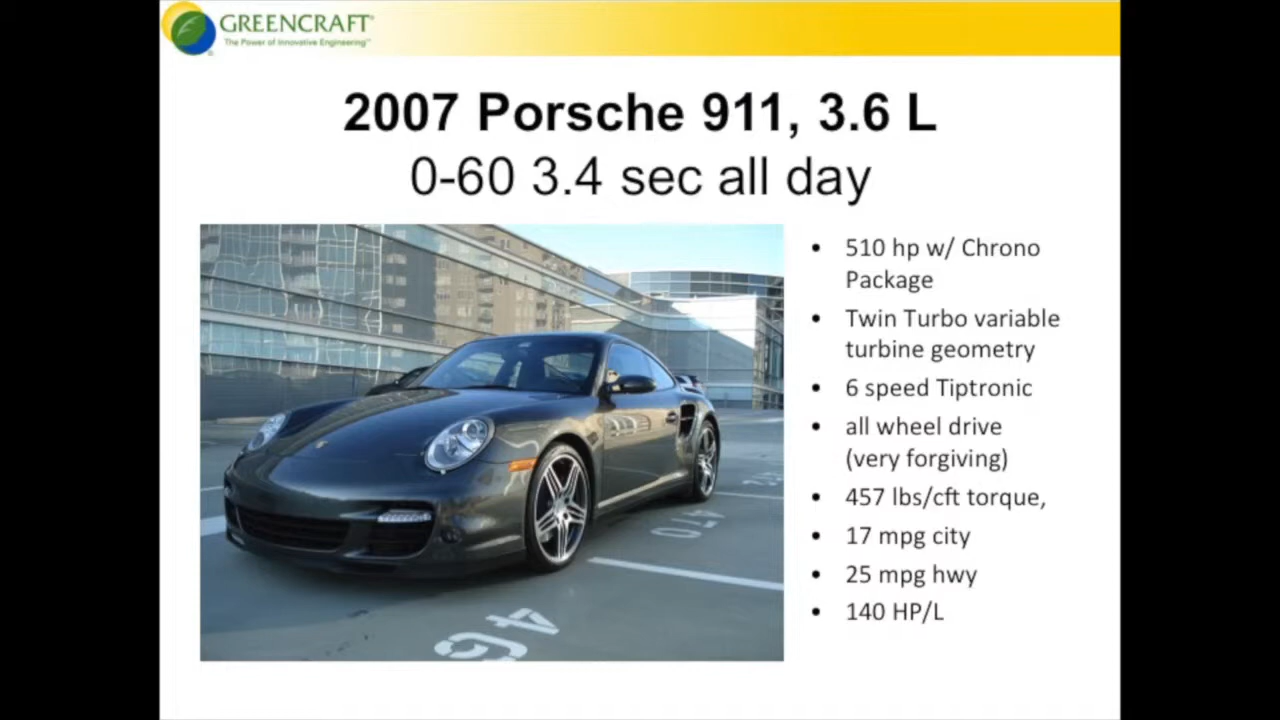 GREENCRAFT®
The Power of Innovative Engineering™
2007 Porsche 911, 3.6 L
0-60 3.4 sec all day
• 510 hp w/ Chrono
Package
• Twin Turbo variable
turbine geometry
• 6 speed Tiptronic
• all wheel drive
(very forgiving)
• 457 lbs/cft torque,
• 17 mpg city
• 25 mpg hwy
• 140 HP/L
470